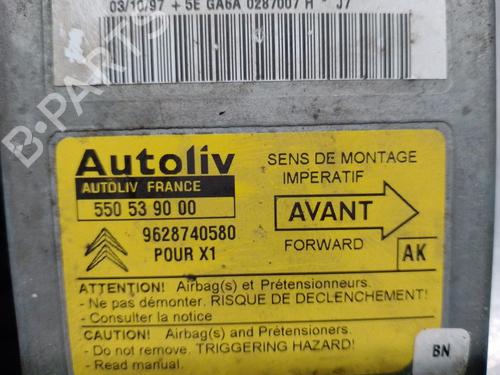 03/10/97 + 5E GA6A 0287007 H - J7
B-PARTS
Autoliv
AUTOLIV FRANCE
550 53 90 00
9628740580
POUR X1
SENS DE MONTAGE
IMPERATIF
AVANT
FORWARD
AK
ATTENTION! Airbag(s) et Prétensionneurs.
- Ne pas démonter. RISQUE DE DECLENCHEMENT!
- Consulter la notice
CAUTION! Airbag(s) and Prétensioners.
- Do not remove. TRIGGERING HAZARD!
- Read manual.
BN